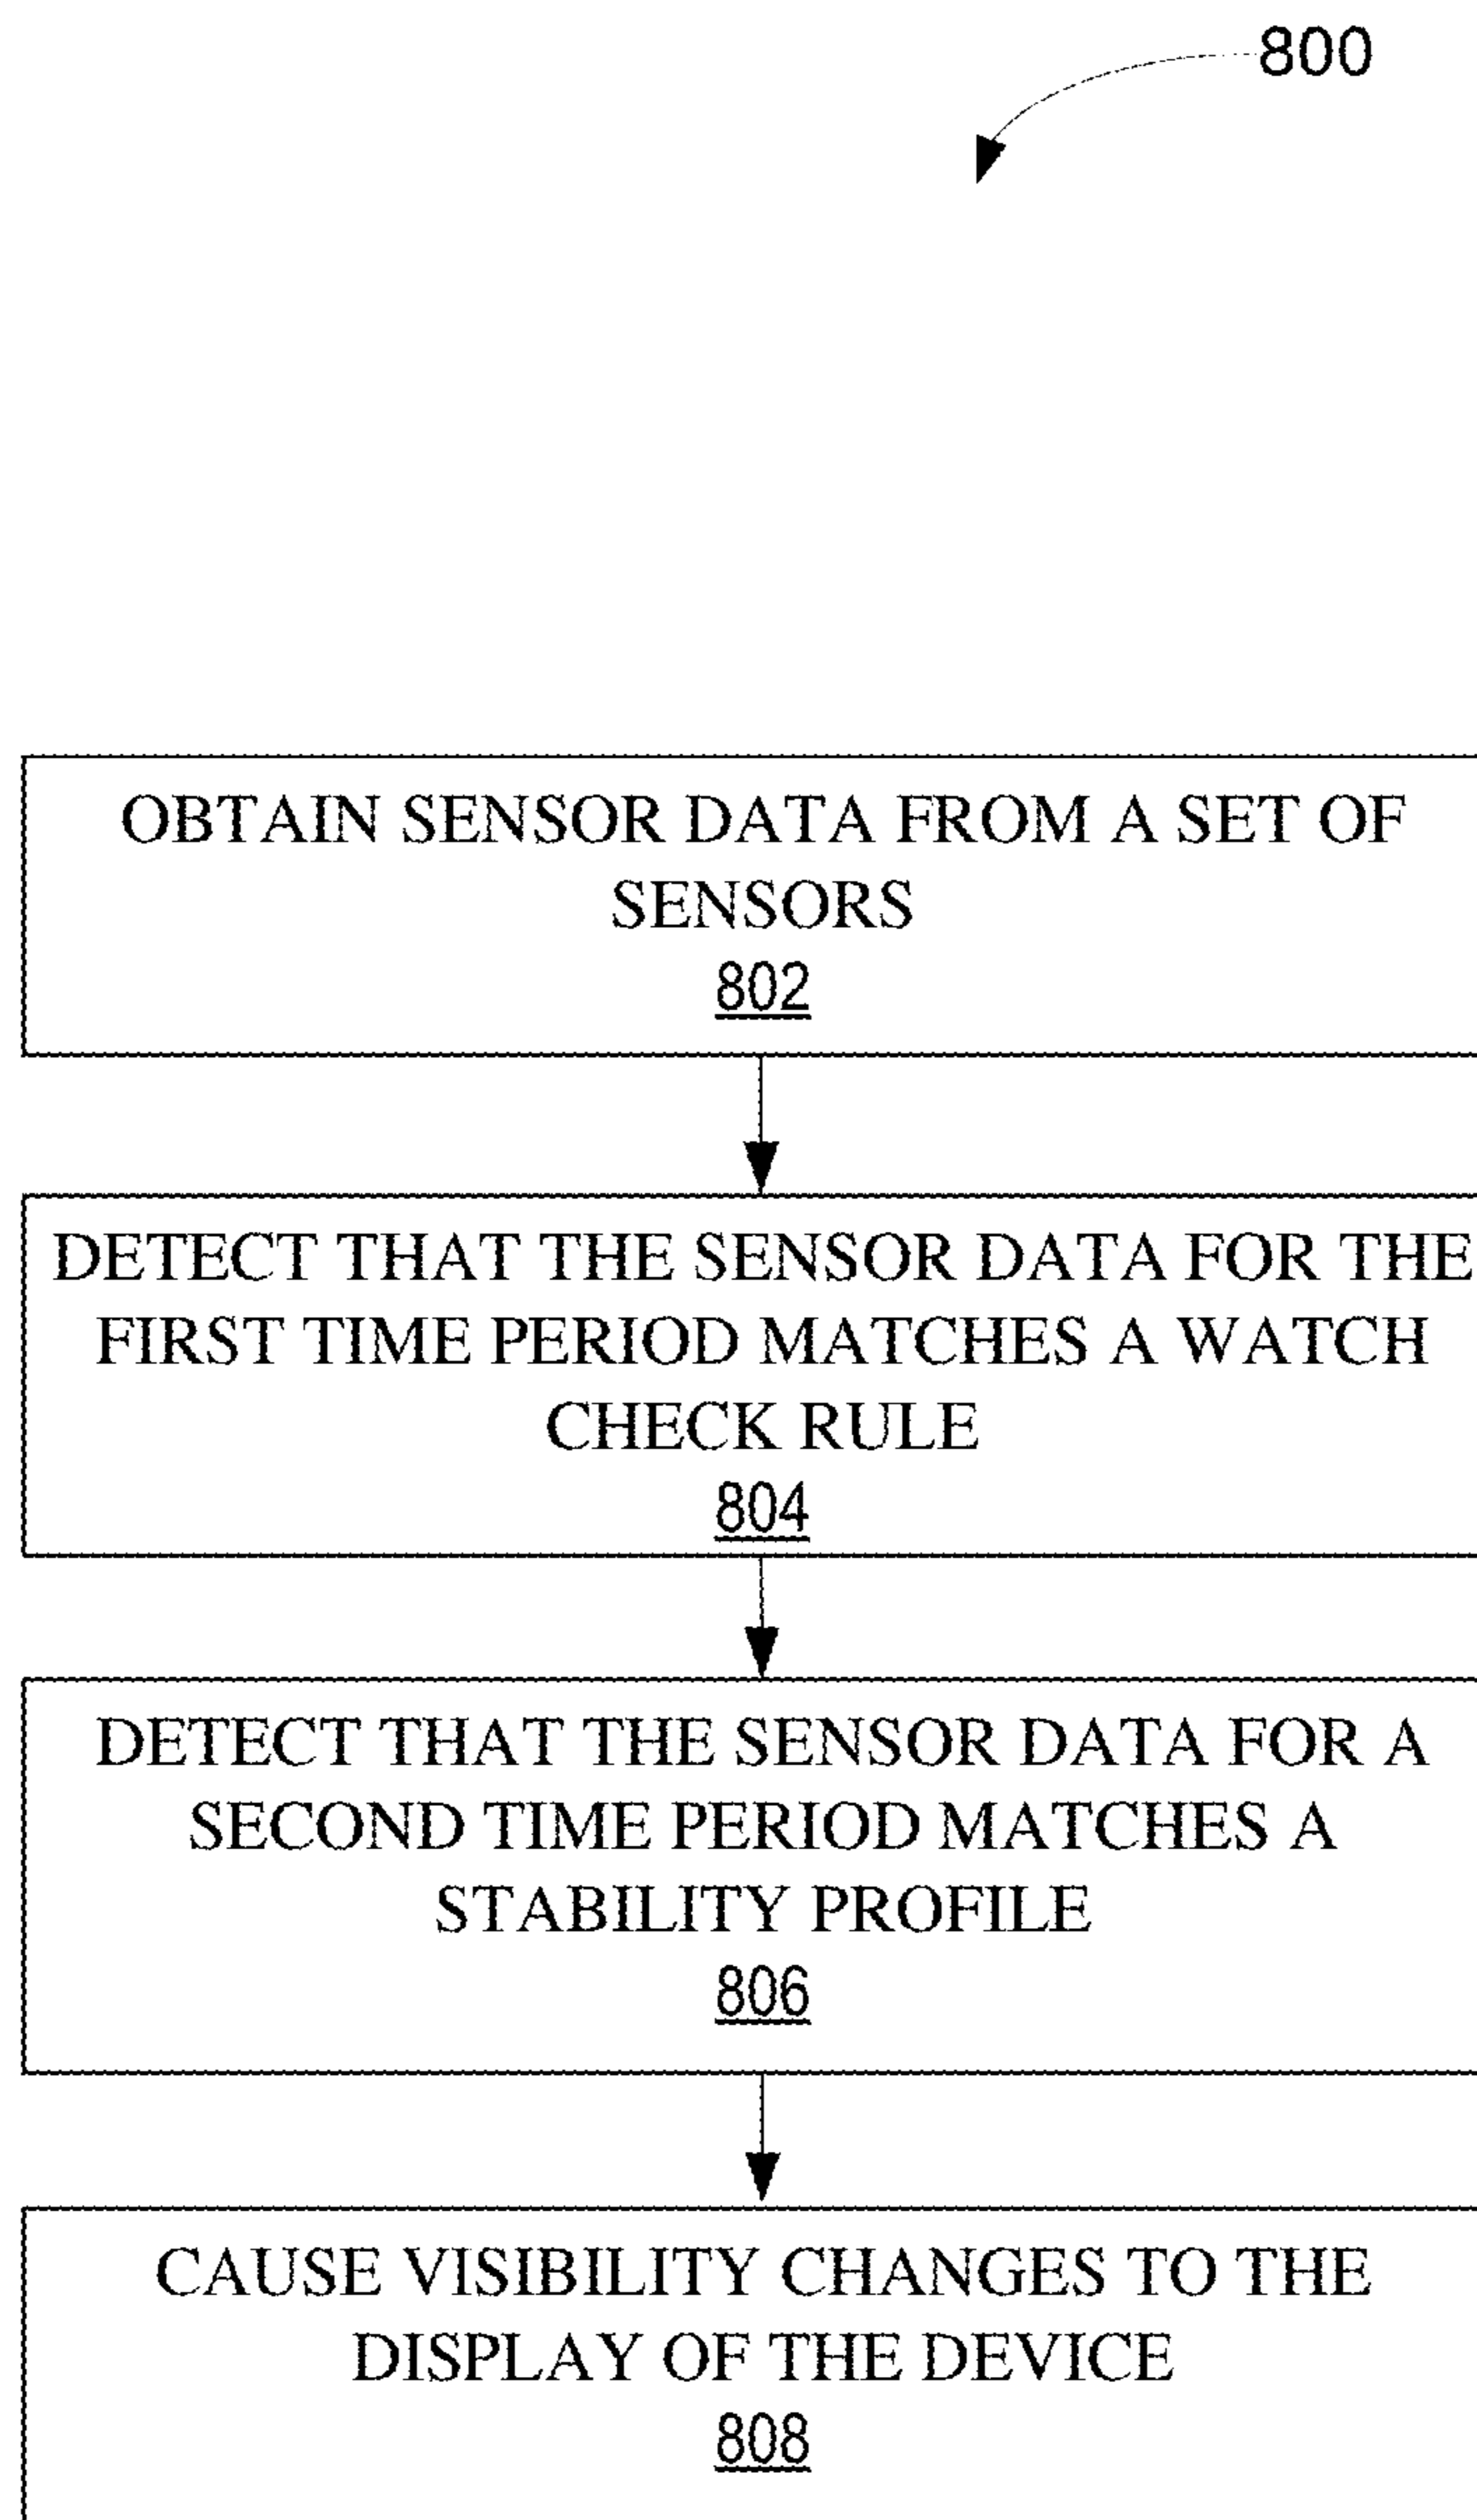 800
OBTAIN SENSOR DATA FROM A SET OF
SENSORS
802
DETECT THAT THE SENSOR DATA FOR THE
FIRST TIME PERIOD MATCHES A WATCH
CHECK RULE
804
DETECT THAT THE SENSOR DATA FOR A
SECOND TIME PERIOD MATCHES A
STABILITY PROFILE
806
CAUSE VISIBILITY CHANGES TO THE
DISPLAY OF THE DEVICE
808